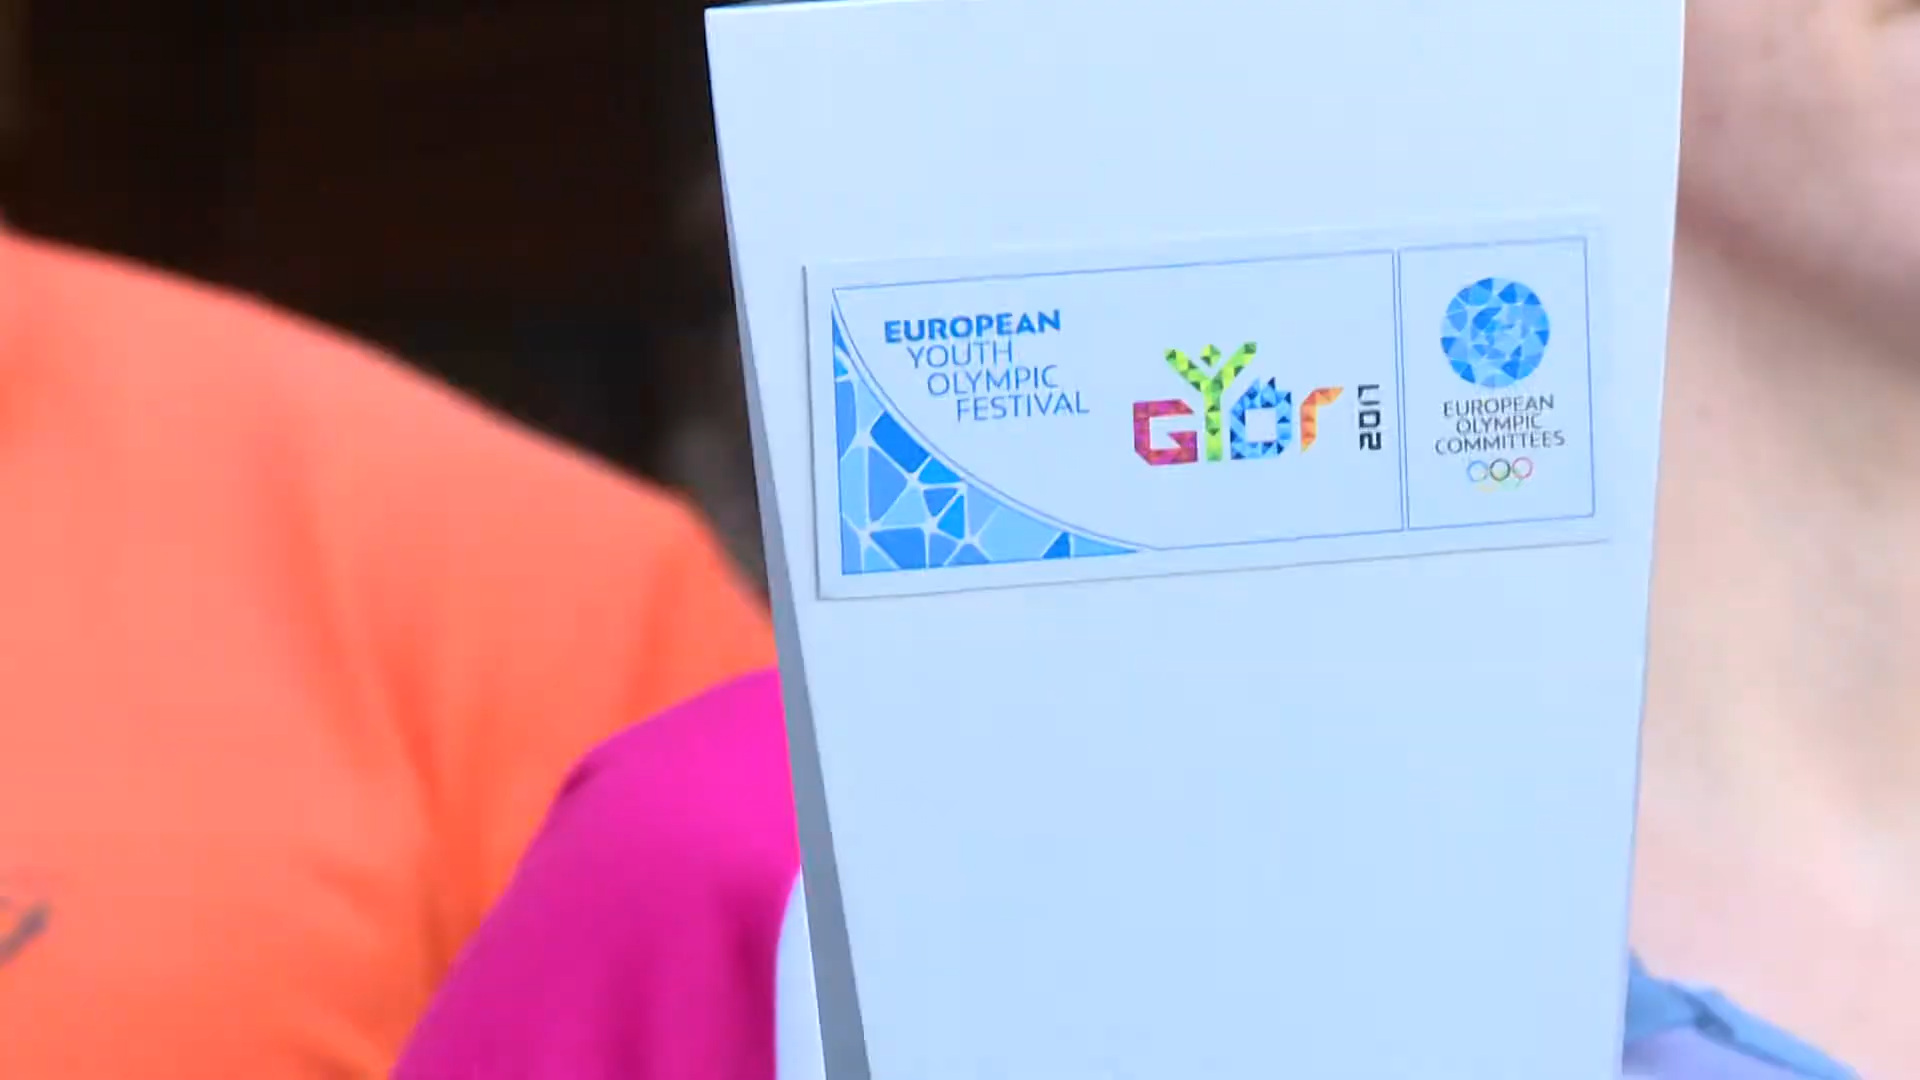 EUROPEAN
YOUTH
OLYMPIC
FESTIVAL
GYŐR
2017
EUROPEAN
OLYMPIC
COMMITTEES